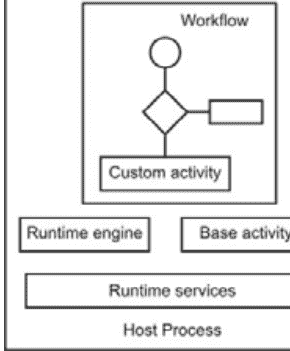 Workflow
Custom activity
Runtime engine
Base activity
Runtime services
Host Process